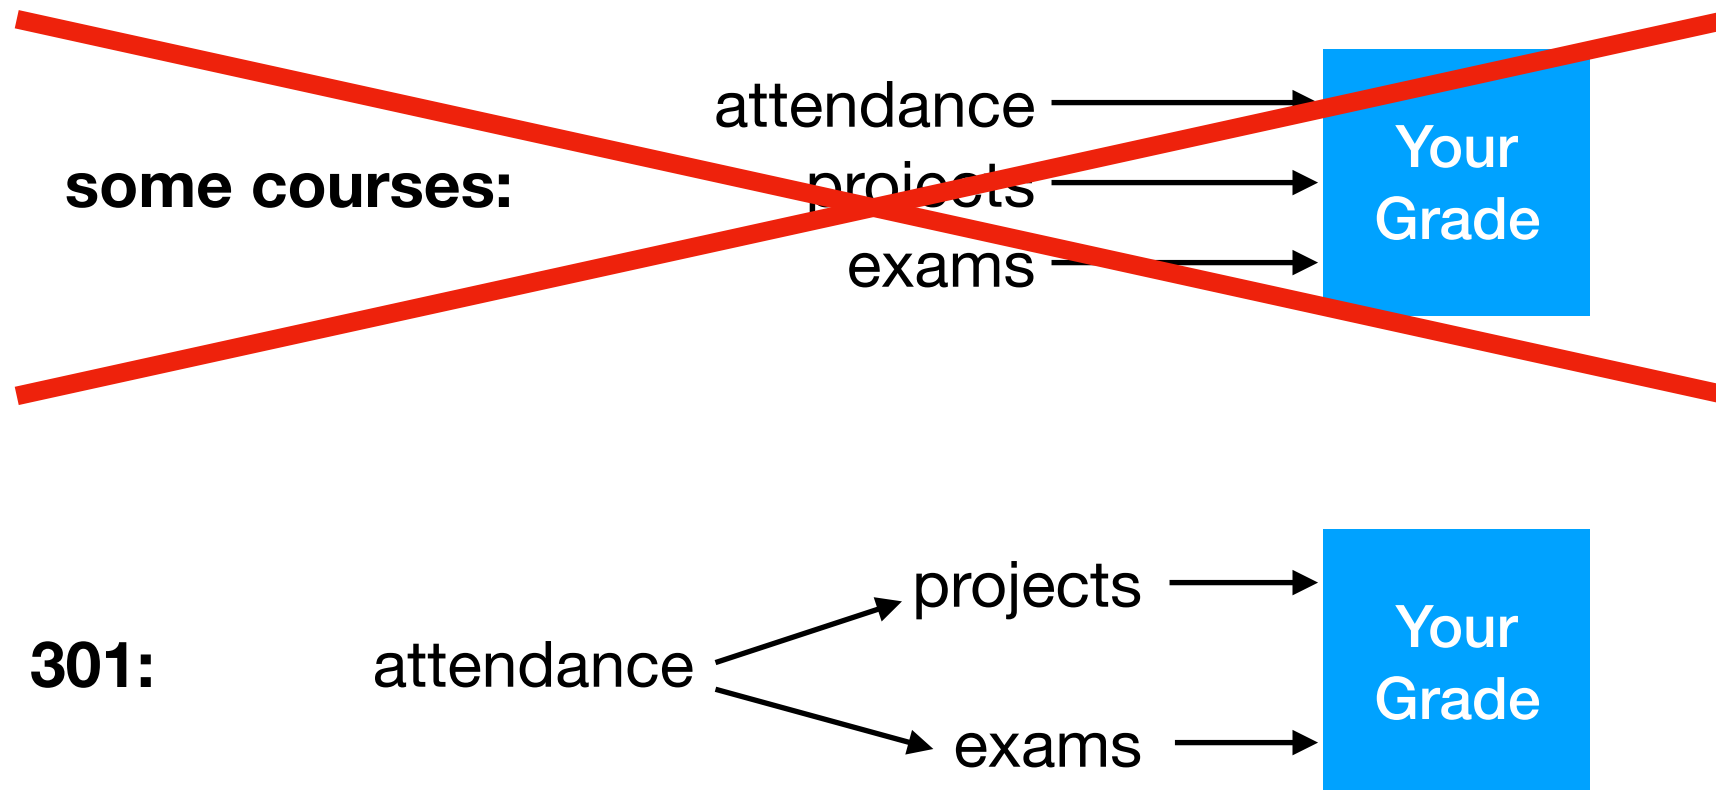 attendance
some courses: projects
exams
Your
Grade
301: attendance
projects
exams
Your
Grade